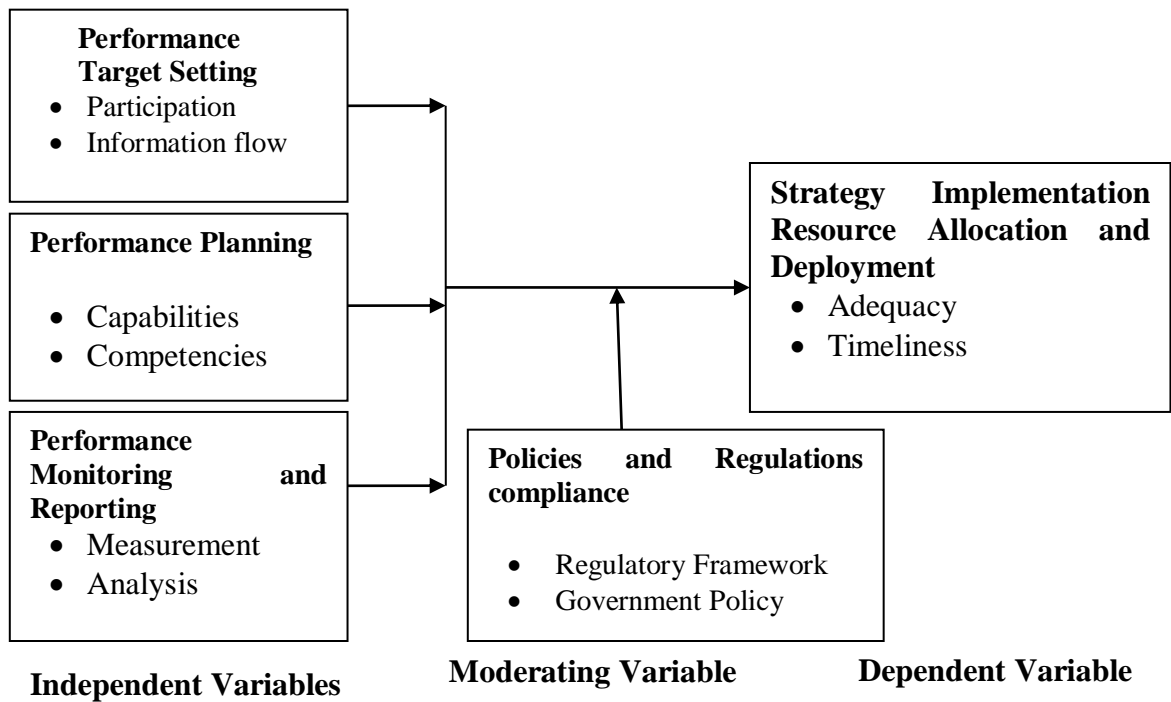 Performance
Target Setting
• Participation
• Information flow
Performance Planning
• Capabilities
• Competencies
Performance
Monitoring and
Reporting
• Measurement
• Analysis
Policies and Regulations
compliance
• Regulatory Framework
• Government Policy
Strategy Implementation
Resource Allocation and
Deployment
• Adequacy
• Timeliness
Independent Variables
Moderating Variable
Dependent Variable